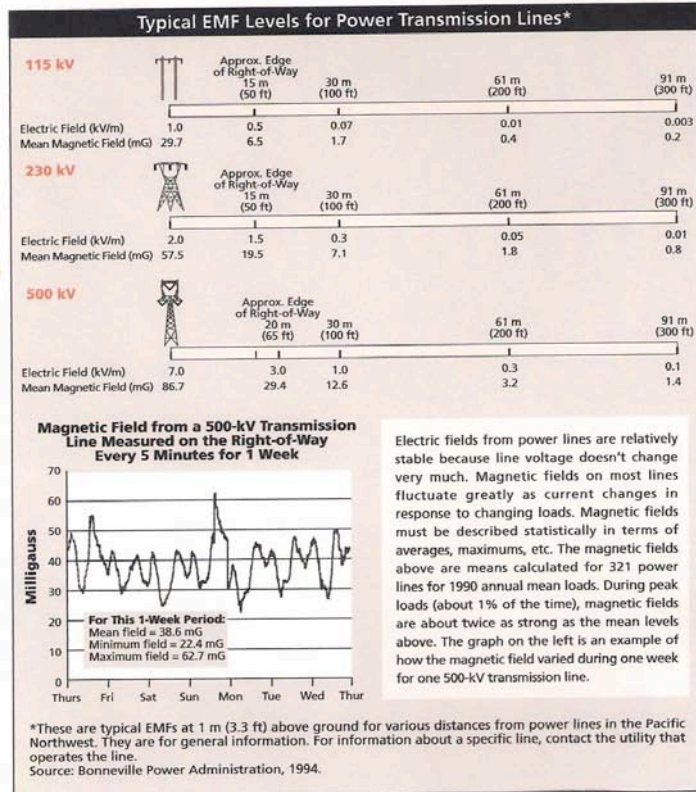 Typical EMF Levels for Power Transmission Lines*
115 kV
Approx. Edge
of Right-of-Way
15 m 30 m 61 m 91 m
(50 ft) (100 ft) (200 ft) (300 ft)
Electric Field (kV/m) 1.0 0.5 0.07 0.01 0.003
Mean Magnetic Field (mG) 29.7 6.5 1.7 0.4 0.2
230 kV
Approx. Edge
of Right-of-Way
15 m 30 m 61 m 91 m
(50 ft) (100 ft) (200 ft) (300 ft)
Electric Field (kV/m) 2.0 1.5 0.3 0.05 0.01
Mean Magnetic Field (mG) 57.5 19.5 7.1 1.8 0.8
500 kV
Approx. Edge
of Right-of-Way
20 m 30 m 61 m 91 m
(65 ft) (100 ft) (200 ft) (300 ft)
Electric Field (kV/m) 7.0 3.0 1.0 0.3 0.1
Mean Magnetic Field (mG) 86.7 29.4 12.6 3.2 1.4
Magnetic Field from a 500-kV Transmission
Line Measured on the Right-of-Way
Every 5 Minutes for 1 Week
Milligauss
70
60
50
40
30
20
10
0
For This 1-Week Period:
Mean field = 38.6 mG
Minimum field = 22.4 mG
Maximum field = 62.7 mG
Thurs Fri Sat Sun Mon Tue Wed Thur
Electric fields from power lines are relatively
stable because line voltage doesn't change
very much. Magnetic fields on most lines
fluctuate greatly as current changes in
response to changing loads. Magnetic fields
must be described statistically in terms of
averages, maximums, etc. The magnetic fields
above are means calculated for 321 power
lines for 1990 annual mean loads. During peak
loads (about 1% of the time), magnetic fields
are about twice as strong as the mean levels
above. The graph on the left is an example of
how the magnetic field varied during one week
for one 500-kV transmission line.
*These are typical EMFs at 1 m (3.3 ft) above ground for various distances from power lines in the Pacific
Northwest. They are for general information. For information about a specific line, contact the utility that
operates the line.
Source: Bonneville Power Administration, 1994.